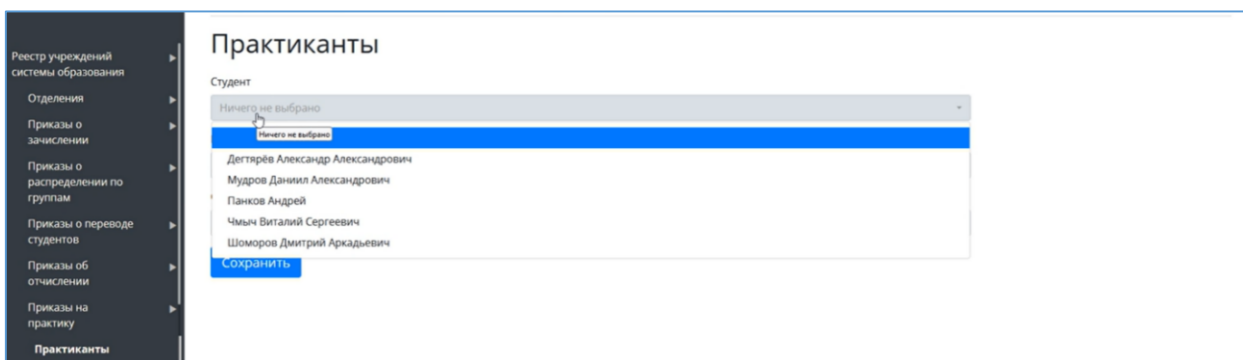 Реестр учреждений
системы образования
Отделения
Приказы о
зачислении
Приказы о
распределении по
группам
Приказы о переводе
студентов
Приказы об
отчислении
Приказы на
практику
Практиканты
Практиканты
Студент
Ничего не выбрано
Ничего не выбрано
Дегтярёв Александр Александрович
Мудров Даниил Александрович
Панков Андрей
Чмыч Виталий Сергеевич
Шоморов Дмитрий Аркадьевич
Сохранить